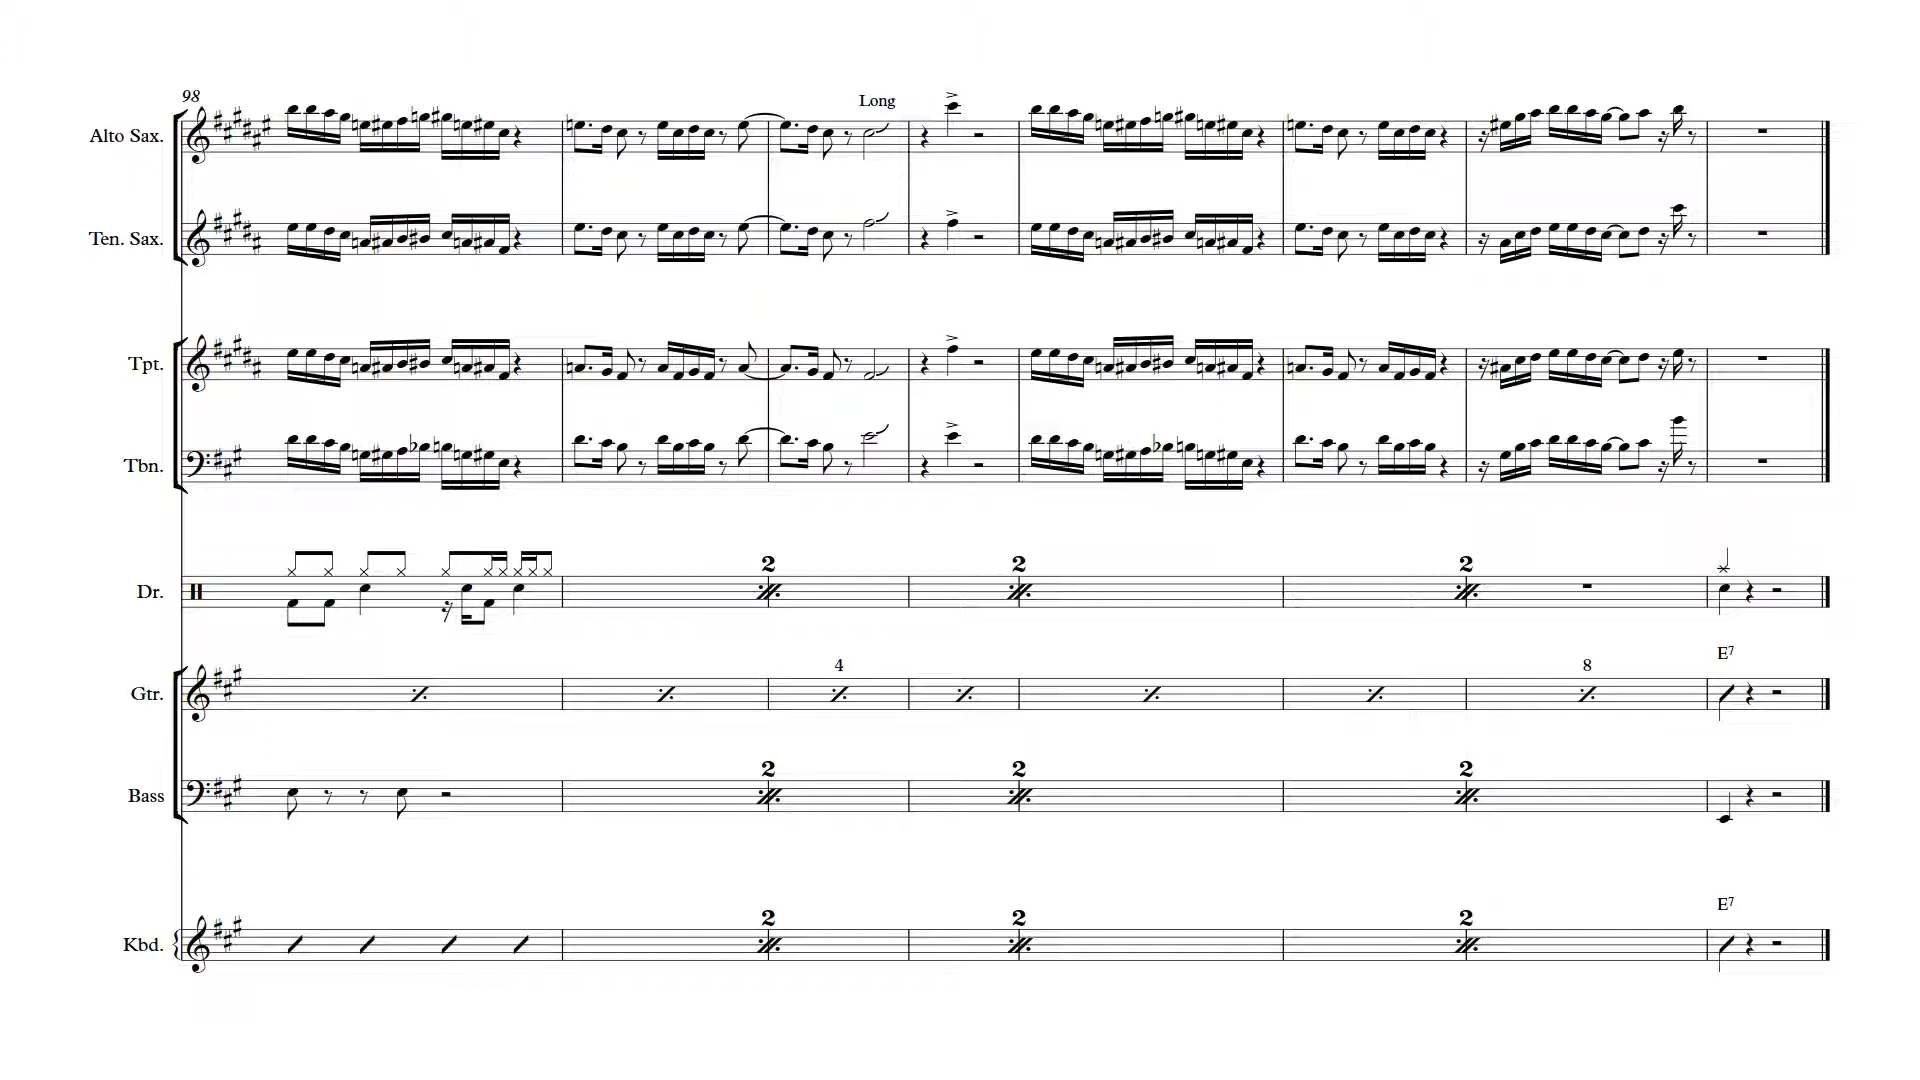 98
Long
Alto Sax.
Ten. Sax.
Tpt.
Tbn.
2 2 2
Dr.
4 8 E7
Gtr.
2 2 2
Bass
2 2 2 E7
Kbd.